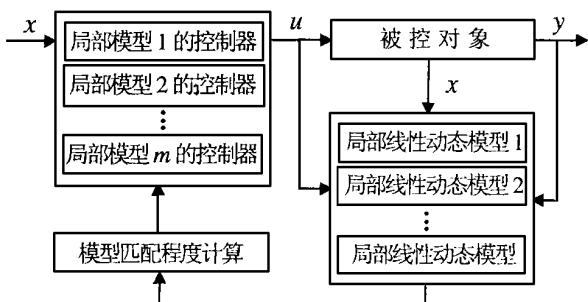 x
局部模型1的控制器
局部模型2的控制器
⋮
局部模型m的控制器
u
被控对象
y
x
局部线性动态模型1
局部线性动态模型2
⋮
局部线性动态模型
模型匹配程度计算